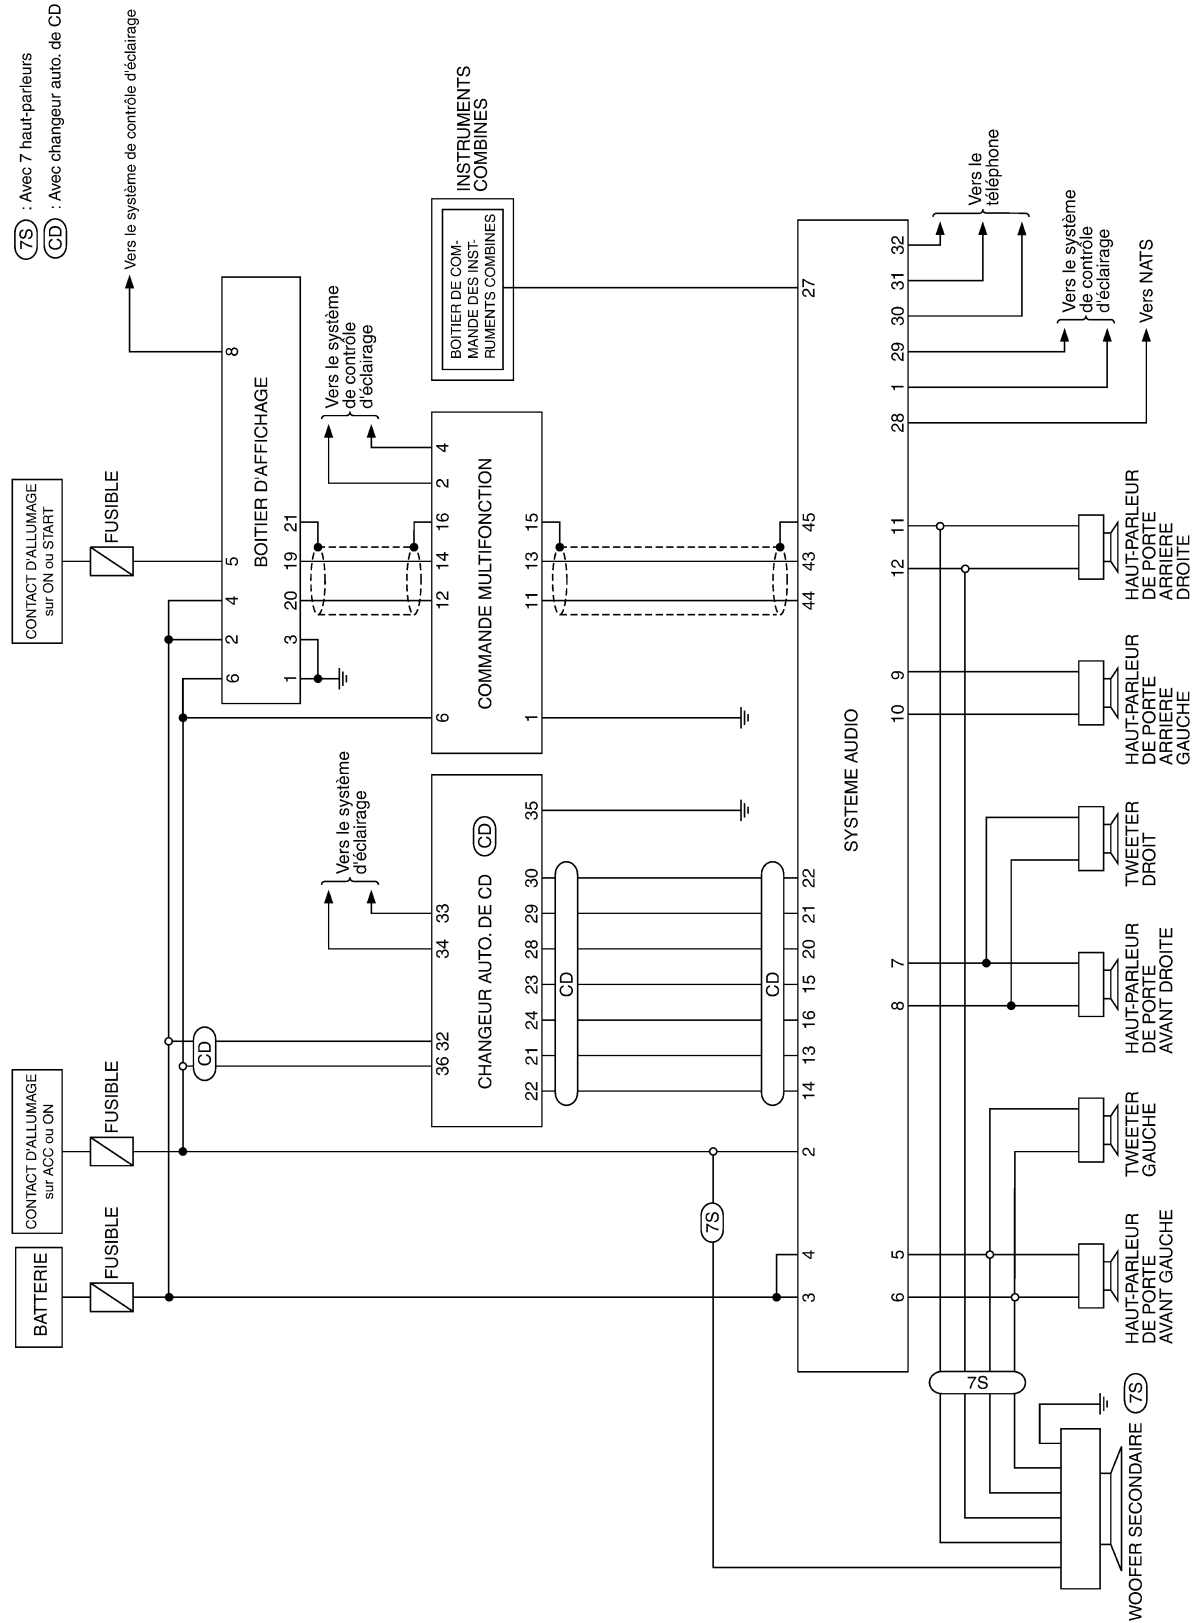 7S : Avec 7 haut-parleurs
CD : Avec changeur auto. de CD
BATTERIE
CONTACT D'ALLUMAGE
sur ACC ou ON
CONTACT D'ALLUMAGE
sur ON ou START
FUSIBLE
FUSIBLE
FUSIBLE
Vers le système de contrôle d'éclairage
CD
6 2 4 5 8
BOITIER D'AFFICHAGE
1 3 20 19 21
Vers le système
d'éclairage
Vers le système
de contrôle
d'éclairage
36 32 34 33
CHANGEUR AUTO. DE CD CD
22 21 24 23 28 29 30 35
6 12 14 16 2 4
COMMANDE MULTIFONCTION
1 11 13 15
BOITIER DE COM-
MANDE DES INST-
RUMENTS COMBINES
INSTRUMENTS
COMBINES
CD
7S
CD
3 4 2 14 13 16 15 20 21 22 44 43 45 27
SYSTEME AUDIO
6 5 8 7 10 9 12 11 28 1 29 30 31 32
7S
Vers le
téléphone
Vers le système
de contrôle
d'éclairage
Vers NATS
WOOFER SECONDAIRE 7S
HAUT-PARLEUR
DE PORTE
AVANT GAUCHE
TWEETER
GAUCHE
HAUT-PARLEUR
DE PORTE
AVANT DROITE
TWEETER
DROIT
HAUT-PARLEUR
DE PORTE
ARRIERE
GAUCHE
HAUT-PARLEUR
DE PORTE
ARRIERE
DROITE